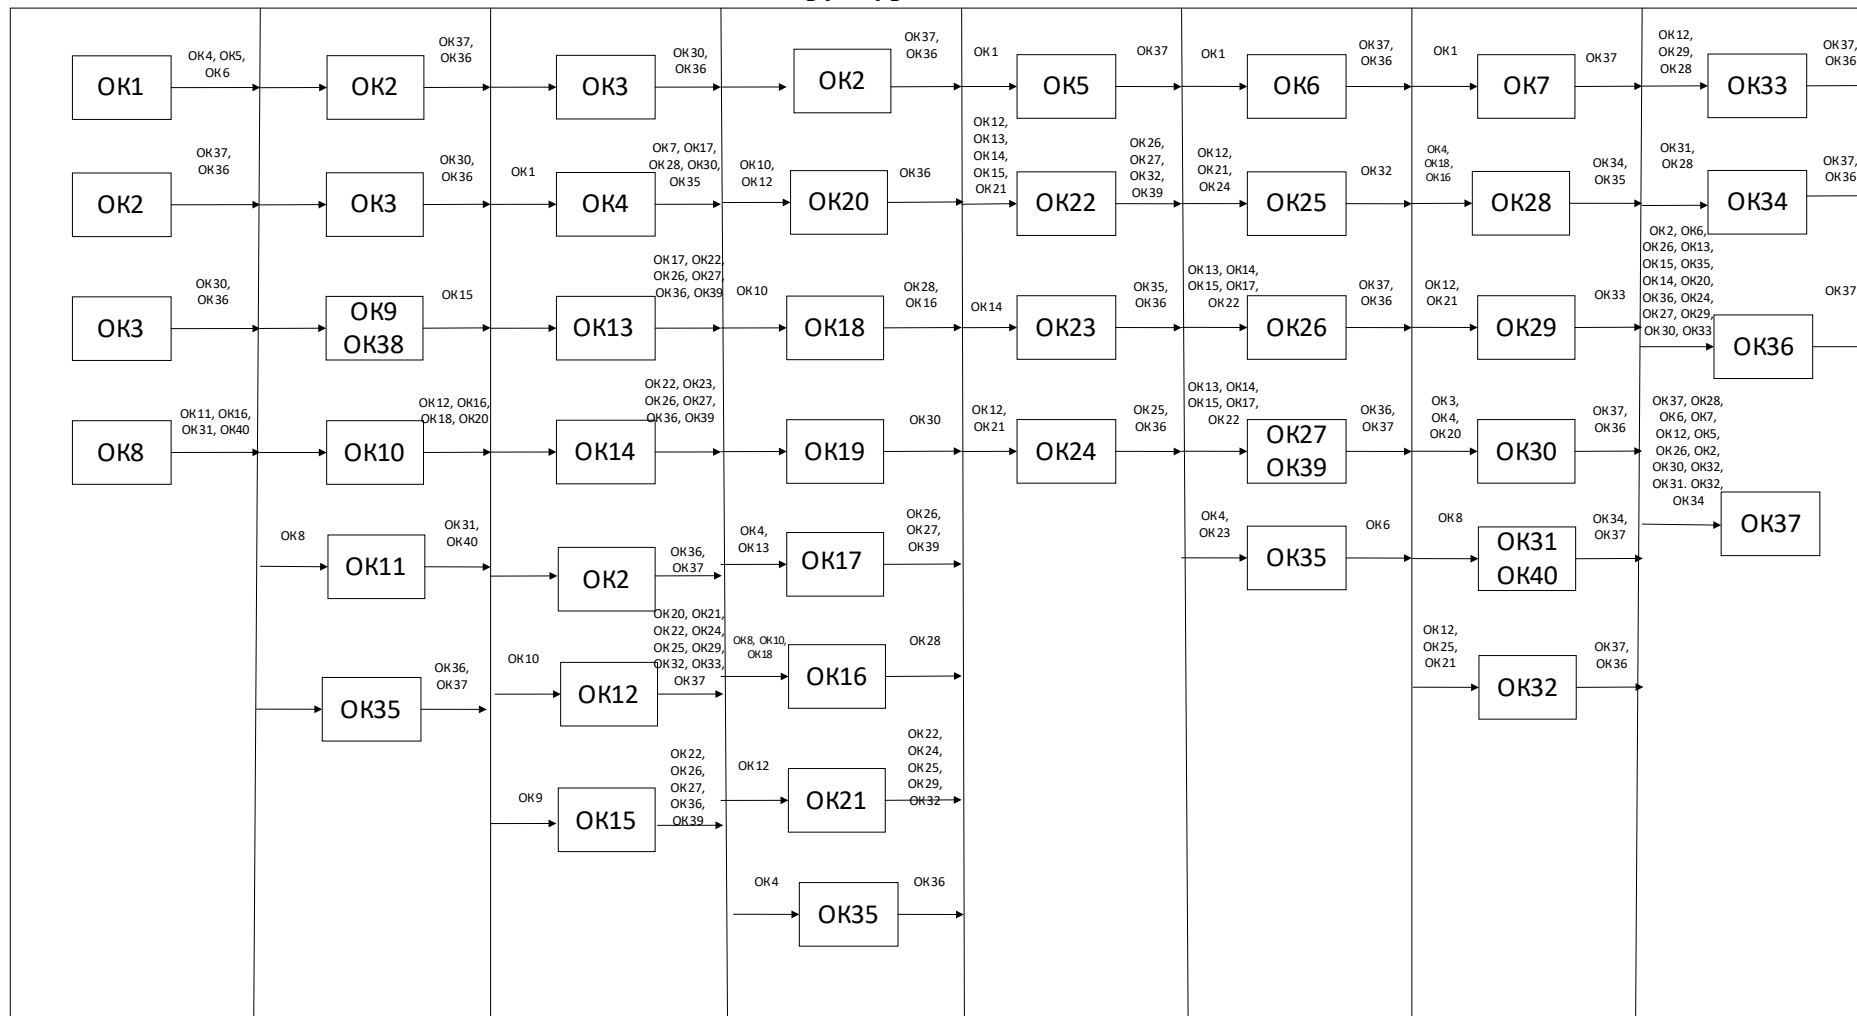 ОК4, ОК5,
ОК6
ОК1
ОК37,
ОК36
ОК2
ОК30,
ОК36
ОК3
ОК11, ОК16,
ОК31, ОК40
ОК8
ОК37,
ОК36
ОК2
ОК30,
ОК36
ОК3
ОК15
ОК9
ОК38
ОК12, ОК16,
ОК18, ОК20
ОК10
ОК8
ОК31,
ОК40
ОК11
ОК36,
ОК37
ОК35
ОК30,
ОК36
ОК3
ОК1
ОК7, ОК17,
ОК28, ОК30,
ОК35
ОК4
ОК17, ОК22,
ОК26, ОК27,
ОК36, ОК39
ОК13
ОК22, ОК23,
ОК26, ОК27,
ОК36, ОК39
ОК14
ОК36,
ОК37
ОК2
ОК10
ОК20, ОК21,
ОК22, ОК24,
ОК25, ОК29,
ОК32, ОК33,
ОК37
ОК12
ОК9
ОК22,
ОК26,
ОК27,
ОК36,
ОК39
ОК15
ОК37,
ОК36
ОК2
ОК10,
ОК12
ОК36
ОК20
ОК10
ОК28,
ОК16
ОК18
ОК30
ОК19
ОК4,
ОК13
ОК26,
ОК27,
ОК39
ОК17
ОК8, ОК10,
ОК18
ОК28
ОК16
ОК12
ОК22,
ОК24,
ОК25,
ОК29,
ОК32
ОК21
ОК4
ОК36
ОК35
ОК1
ОК37
ОК5
ОК12,
ОК13,
ОК14,
ОК15,
ОК21
ОК26,
ОК27,
ОК32,
ОК39
ОК22
ОК14
ОК35,
ОК36
ОК23
ОК12,
ОК21
ОК25,
ОК36
ОК24
ОК1
ОК37,
ОК36
ОК6
ОК12,
ОК21,
ОК24
ОК32
ОК25
ОК13, ОК14,
ОК15, ОК17,
ОК22
ОК37,
ОК36
ОК26
ОК13, ОК14,
ОК15, ОК17,
ОК22
ОК36,
ОК37
ОК27
ОК39
ОК4,
ОК23
ОК6
ОК35
ОК1
ОК37
ОК7
ОК4,
ОК18,
ОК16
ОК34,
ОК35
ОК28
ОК12,
ОК21
ОК33
ОК29
ОК3,
ОК4,
ОК20
ОК37,
ОК36
ОК30
ОК8
ОК34,
ОК37
ОК31
ОК40
ОК12,
ОК25,
ОК21
ОК37,
ОК36
ОК32
ОК12,
ОК29,
ОК28
ОК37,
ОК36
ОК33
ОК31,
ОК28
ОК37,
ОК36
ОК34
ОК2, ОК6,
ОК26, ОК13,
ОК15, ОК35,
ОК14, ОК20,
ОК36, ОК24,
ОК27, ОК29,
ОК30, ОК33
ОК37
ОК36
ОК37, ОК28,
ОК6, ОК7,
ОК12, ОК5,
ОК26, ОК2,
ОК30, ОК32,
ОК31. ОК32,
ОК34
ОК37